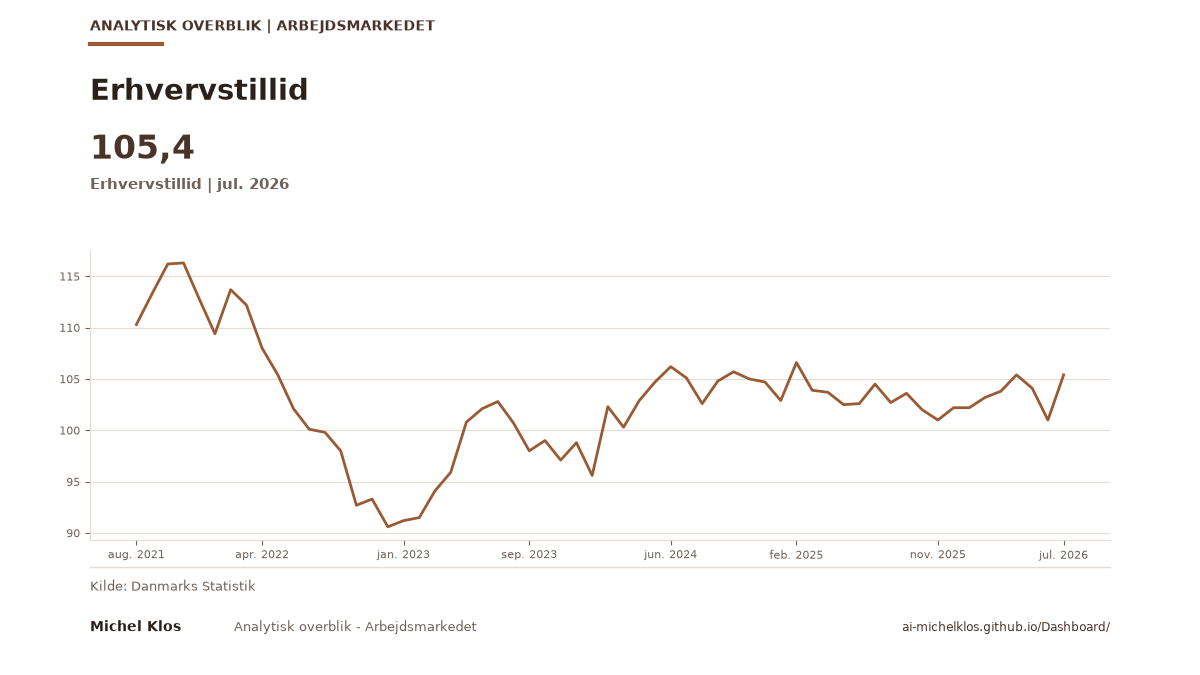 ANALYTISK OVERBLIK | ARBEJDSMARKEDET
Erhvervstillid
105,4
Erhvervstillid | jul. 2026
115
110
105
100
95
90
aug. 2021 apr. 2022 jan. 2023 sep. 2023 jun. 2024 feb. 2025 nov. 2025 jul. 2026
Kilde: Danmarks Statistik
Michel Klos Analytisk overblik - Arbejdsmarkedet ai-michelklos.github.io/Dashboard/